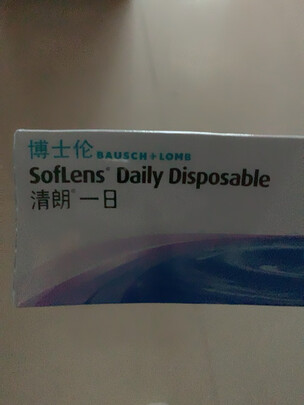 博士伦 BAUSCH + LOMB
SofLens® Daily Disposable
清朗® 一日